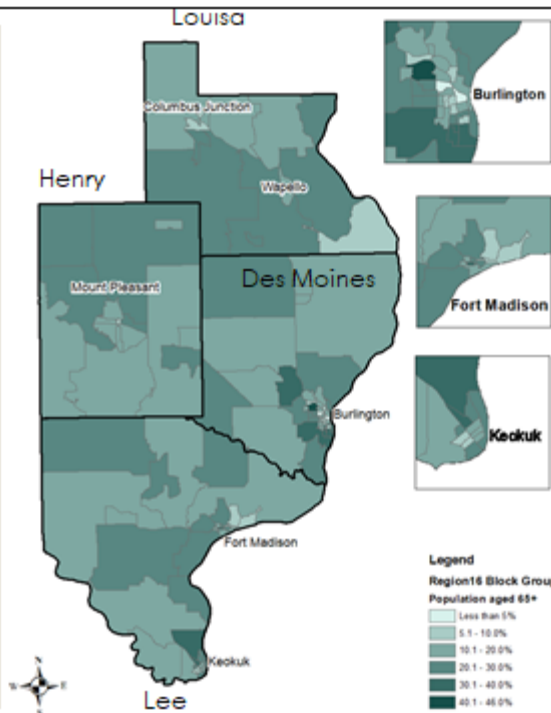 Louisa
Columbus Junction
Burlington
Henry
Wapello
Mount Pleasant
Des Moines
Fort Madison
Burlington
Keokuk
Fort Madison
Legend
Region16 Block Grou
Population aged 65+
Less than 5%
5.1 - 10.0%
10.1 - 20.0%
20.1 - 30.0%
30.1 - 40.0%
40.1 - 46.0%
Keokuk
N
W E
S
Lee